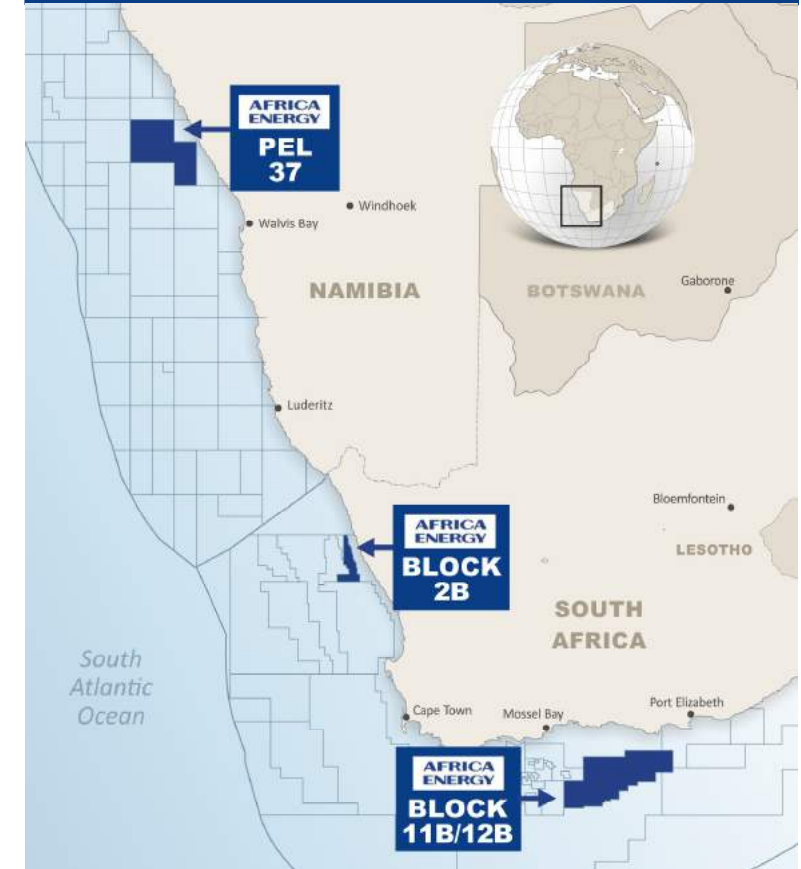 AFRICA
ENERGY
PEL
37
Windhoek
Walvis Bay
NAMIBIA
BOTSWANA
Gaborone
Luderitz
AFRICA
ENERGY
BLOCK
2B
Bloemfontein
LESOTHO
SOUTH
AFRICA
South
Atlantic
Ocean
Cape Town
Mossel Bay
Port Elizabeth
AFRICA
ENERGY
BLOCK
11B/12B